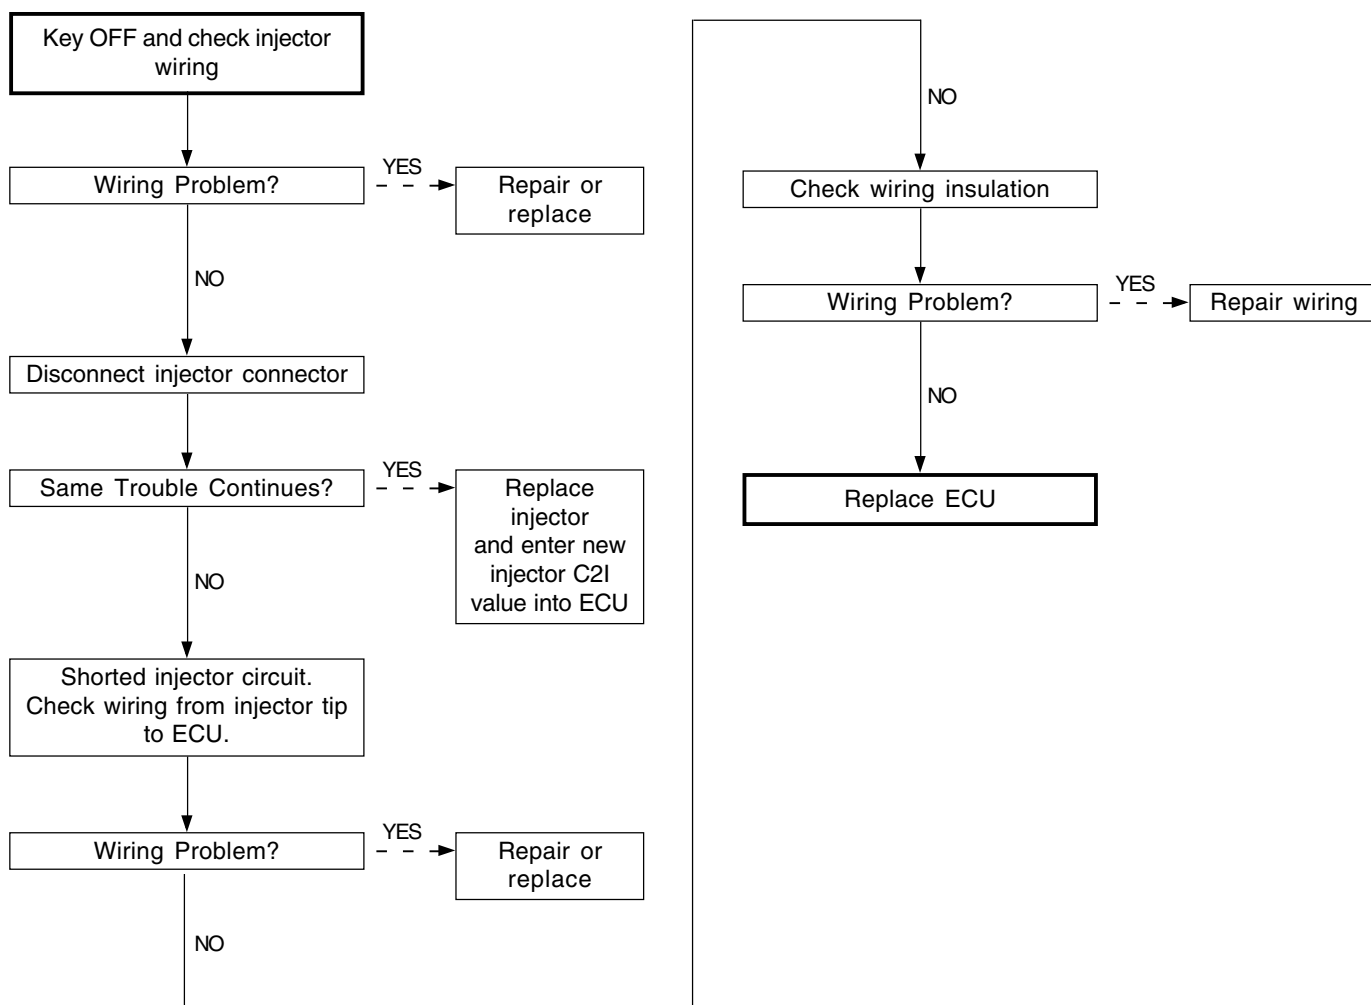 Key OFF and check injector
wiring
Wiring Problem?
YES
Repair or
replace
NO
Disconnect injector connector
Same Trouble Continues?
YES
Replace
injector
and enter new
injector C2I
value into ECU
NO
Shorted injector circuit.
Check wiring from injector tip
to ECU.
Wiring Problem?
YES
Repair or
replace
NO
NO
Check wiring insulation
Wiring Problem?
YES
Repair wiring
NO
Replace ECU